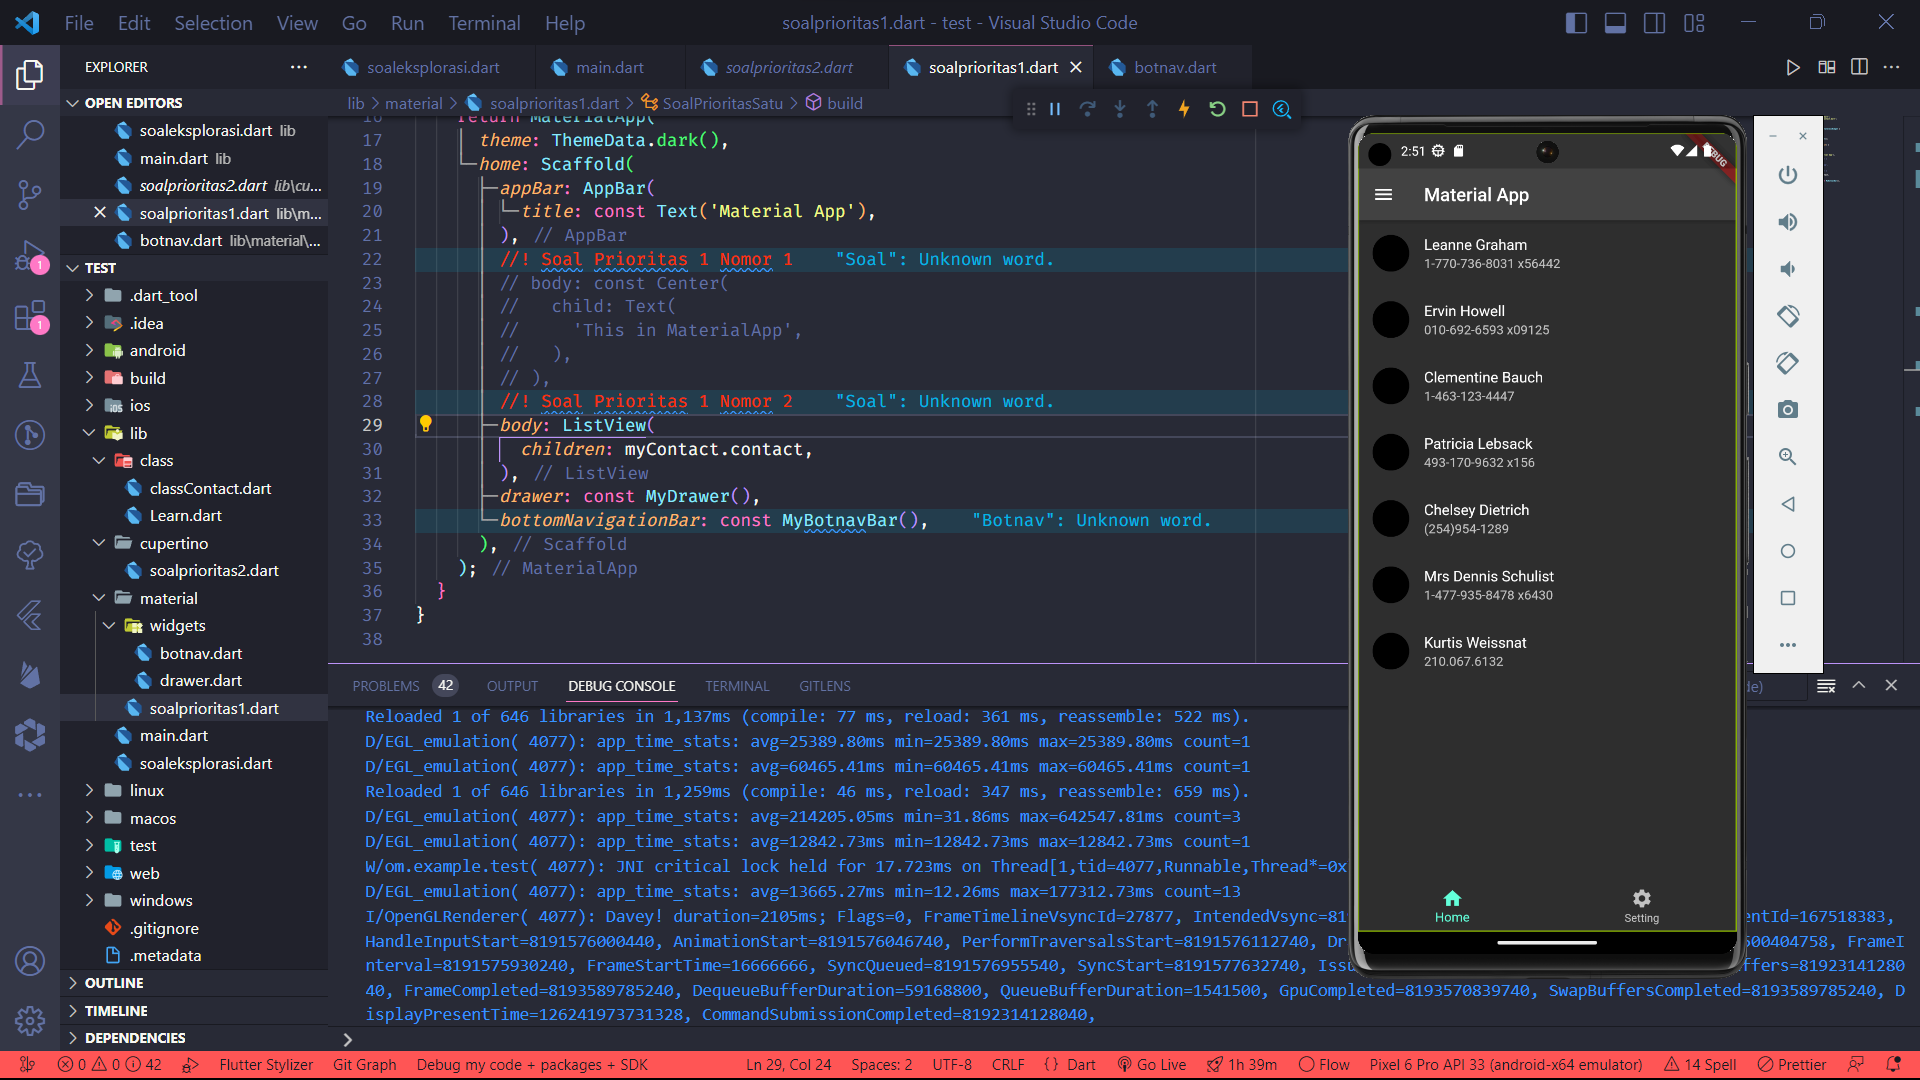 File Edit Selection View Go Run Terminal Help
soalprioritas1.dart - test - Visual Studio Code
EXPLORER
OPEN EDITORS
soaleksplorasi.dart lib
main.dart lib
soalprioritas2.dart lib\cu...
soalprioritas1.dart lib\m...
botnav.dart lib\material\...
TEST
.dart_tool
.idea
android
build
ios
lib
class
classContact.dart
Learn.dart
cupertino
soalprioritas2.dart
material
widgets
botnav.dart
drawer.dart
soalprioritas1.dart
main.dart
soaleksplorasi.dart
linux
macos
test
web
windows
.gitignore
.metadata
OUTLINE
TIMELINE
DEPENDENCIES
1
1
soaleksplorasi.dart main.dart soalprioritas2.dart soalprioritas1.dart botnav.dart
lib > material > soalprioritas1.dart > SoalPrioritasSatu > build
16 return MaterialApp(
17 theme: ThemeData.dark(),
18 home: Scaffold(
19 appBar: AppBar(
20 title: const Text('Material App'),
21 ), // AppBar
22 //! Soal Prioritas 1 Nomor 1 "Soal": Unknown word.
23 // body: const Center(
24 // child: Text(
25 // 'This in MaterialApp',
26 // ),
27 // ),
28 //! Soal Prioritas 1 Nomor 2 "Soal": Unknown word.
29 body: ListView(
30 children: myContact.contact,
31 ), // ListView
32 drawer: const MyDrawer(),
33 bottomNavigationBar: const MyBotnavBar(), "Botnav": Unknown word.
34 ), // Scaffold
35 ); // MaterialApp
36 }
37 }
38
PROBLEMS 42 OUTPUT DEBUG CONSOLE TERMINAL GITLENS
de)
Reloaded 1 of 646 libraries in 1,137ms (compile: 77 ms, reload: 361 ms, reassemble: 522 ms).
D/EGL_emulation( 4077): app_time_stats: avg=25389.80ms min=25389.80ms max=25389.80ms count=1
D/EGL_emulation( 4077): app_time_stats: avg=60465.41ms min=60465.41ms max=60465.41ms count=1
Reloaded 1 of 646 libraries in 1,259ms (compile: 46 ms, reload: 347 ms, reassemble: 659 ms).
D/EGL_emulation( 4077): app_time_stats: avg=214205.05ms min=31.86ms max=642547.81ms count=3
D/EGL_emulation( 4077): app_time_stats: avg=12842.73ms min=12842.73ms max=12842.73ms count=1
W/om.example.test( 4077): JNI critical lock held for 17.723ms on Thread[1,tid=4077,Runnable,Thread*=0x
D/EGL_emulation( 4077): app_time_stats: avg=13665.27ms min=12.26ms max=177312.73ms count=13
I/OpenGLRenderer( 4077): Davey! duration=2105ms; Flags=0, FrameTimelineVsyncId=27877, IntendedVsync=81 entId=167518383,
HandleInputStart=8191576000440, AnimationStart=8191576046740, PerformTraversalsStart=8191576112740, Dr 600404758, FrameI
nterval=8191575930240, FrameStartTime=16666666, SyncQueued=8191576955540, SyncStart=8191577632740, Iss ffers=81923141280
40, FrameCompleted=8193589785240, DequeueBufferDuration=59168800, QueueBufferDuration=1541500, GpuCompleted=8193570839740, SwapBuffersCompleted=8193589785240, D
isplayPresentTime=126241973731328, CommandSubmissionCompleted=8192314128040,
2:51
DEBUG
Material App
Leanne Graham
1-770-736-8031 x56442
Ervin Howell
010-692-6593 x09125
Clementine Bauch
1-463-123-4447
Patricia Lebsack
493-170-9632 x156
Chelsey Dietrich
(254)954-1289
Mrs Dennis Schulist
1-477-935-8478 x6430
Kurtis Weissnat
210.067.6132
Home Setting
0 0 42 Flutter Stylizer Git Graph Debug my code + packages + SDK Ln 29, Col 24 Spaces: 2 UTF-8 CRLF {} Dart Go Live 1h 39m Flow Pixel 6 Pro API 33 (android-x64 emulator) 14 Spell Prettier